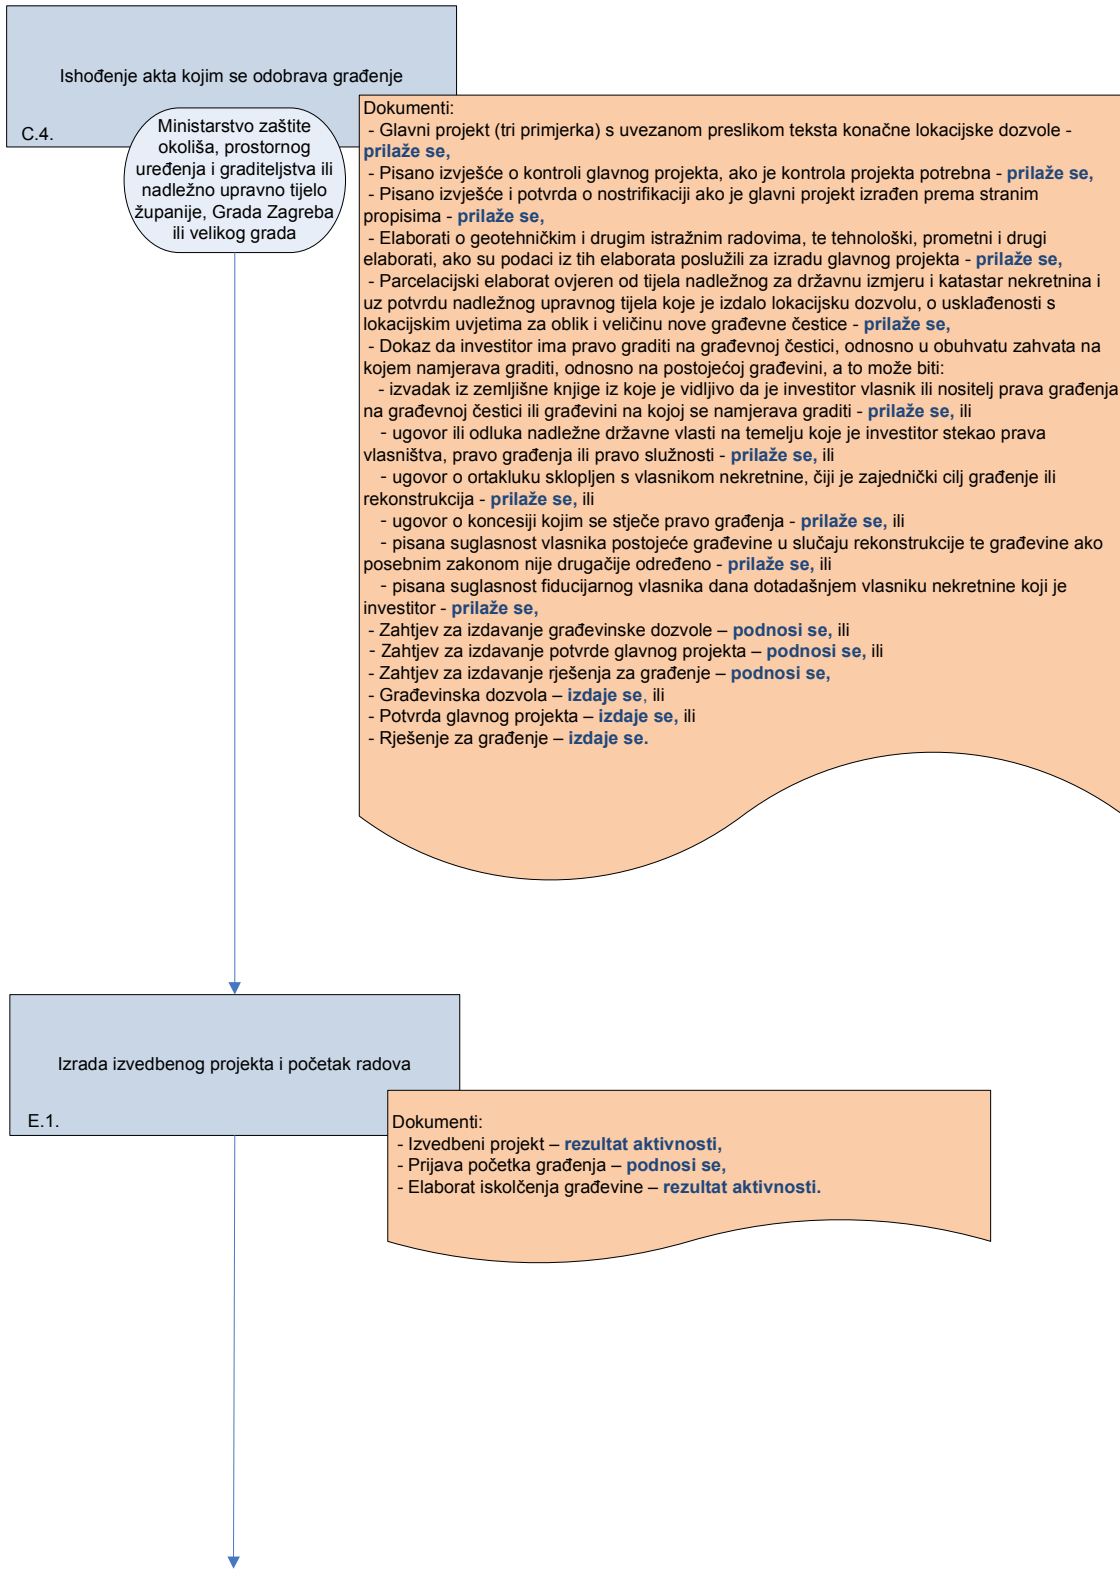 Ishođenje akta kojim se odobrava građenje
C.4.
Ministarstvo zaštite
okoliša, prostornog
uređenja i graditeljstva ili
nadležno upravno tijelo
županije, Grada Zagreba
ili velikog grada
Dokumenti:
- Glavni projekt (tri primjerka) s uvezanom preslikom teksta konačne lokacijske dozvole -
prilaže se,
- Pisano izvješće o kontroli glavnog projekta, ako je kontrola projekta potrebna - prilaže se,
- Pisano izvješće i potvrda o nostrifikaciji ako je glavni projekt izrađen prema stranim
propisima - prilaže se,
- Elaborati o geotehničkim i drugim istražnim radovima, te tehnološki, prometni i drugi
elaborati, ako su podaci iz tih elaborata poslužili za izradu glavnog projekta - prilaže se,
- Parcelacijski elaborat ovjeren od tijela nadležnog za državnu izmjeru i katastar nekretnina i
uz potvrdu nadležnog upravnog tijela koje je izdalo lokacijsku dozvolu, o usklađenosti s
lokacijskim uvjetima za oblik i veličinu nove građevne čestice - prilaže se,
- Dokaz da investitor ima pravo graditi na građevnoj čestici, odnosno u obuhvatu zahvata na
kojem namjerava graditi, odnosno na postojećoj građevini, a to može biti:
- izvadak iz zemljišne knjige iz koje je vidljivo da je investitor vlasnik ili nositelj prava građenja
na građevnoj čestici ili građevini na kojoj se namjerava graditi - prilaže se, ili
- ugovor ili odluka nadležne državne vlasti na temelju koje je investitor stekao prava
vlasništva, pravo građenja ili pravo služnosti - prilaže se, ili
- ugovor o ortakluku sklopljen s vlasnikom nekretnine, čiji je zajednički cilj građenje ili
rekonstrukcija - prilaže se, ili
- ugovor o koncesiji kojim se stječe pravo građenja - prilaže se, ili
- pisana suglasnost vlasnika postojeće građevine u slučaju rekonstrukcije te građevine ako
posebnim zakonom nije drugačije određeno - prilaže se, ili
- pisana suglasnost fiducijarnog vlasnika dana dotadašnjem vlasniku nekretnine koji je
investitor - prilaže se,
- Zahtjev za izdavanje građevinske dozvole – podnosi se, ili
- Zahtjev za izdavanje potvrde glavnog projekta – podnosi se, ili
- Zahtjev za izdavanje rješenja za građenje – podnosi se,
- Građevinska dozvola – izdaje se, ili
- Potvrda glavnog projekta – izdaje se, ili
- Rješenje za građenje – izdaje se.
Izrada izvedbenog projekta i početak radova
E.1.
Dokumenti:
- Izvedbeni projekt – rezultat aktivnosti,
- Prijava početka građenja – podnosi se,
- Elaborat iskolčenja građevine – rezultat aktivnosti.